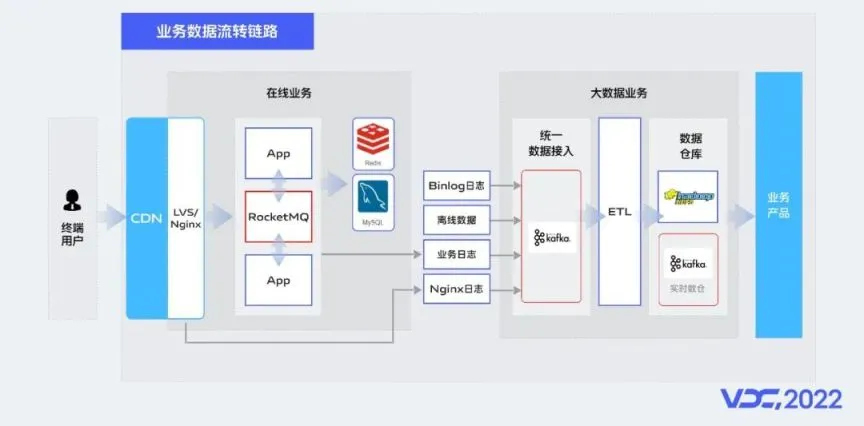 业务数据流转链路
在线业务
大数据业务
终端
用户
CDN
LVS/
Nginx
App
RocketMQ
App
Redis
MySQL
Binlog日志
离线数据
业务日志
Nginx日志
统一
数据接入
kafka.
ETL
数据
仓库
hadoop
kafka.
实时数仓
业务
产品
VDC,2022